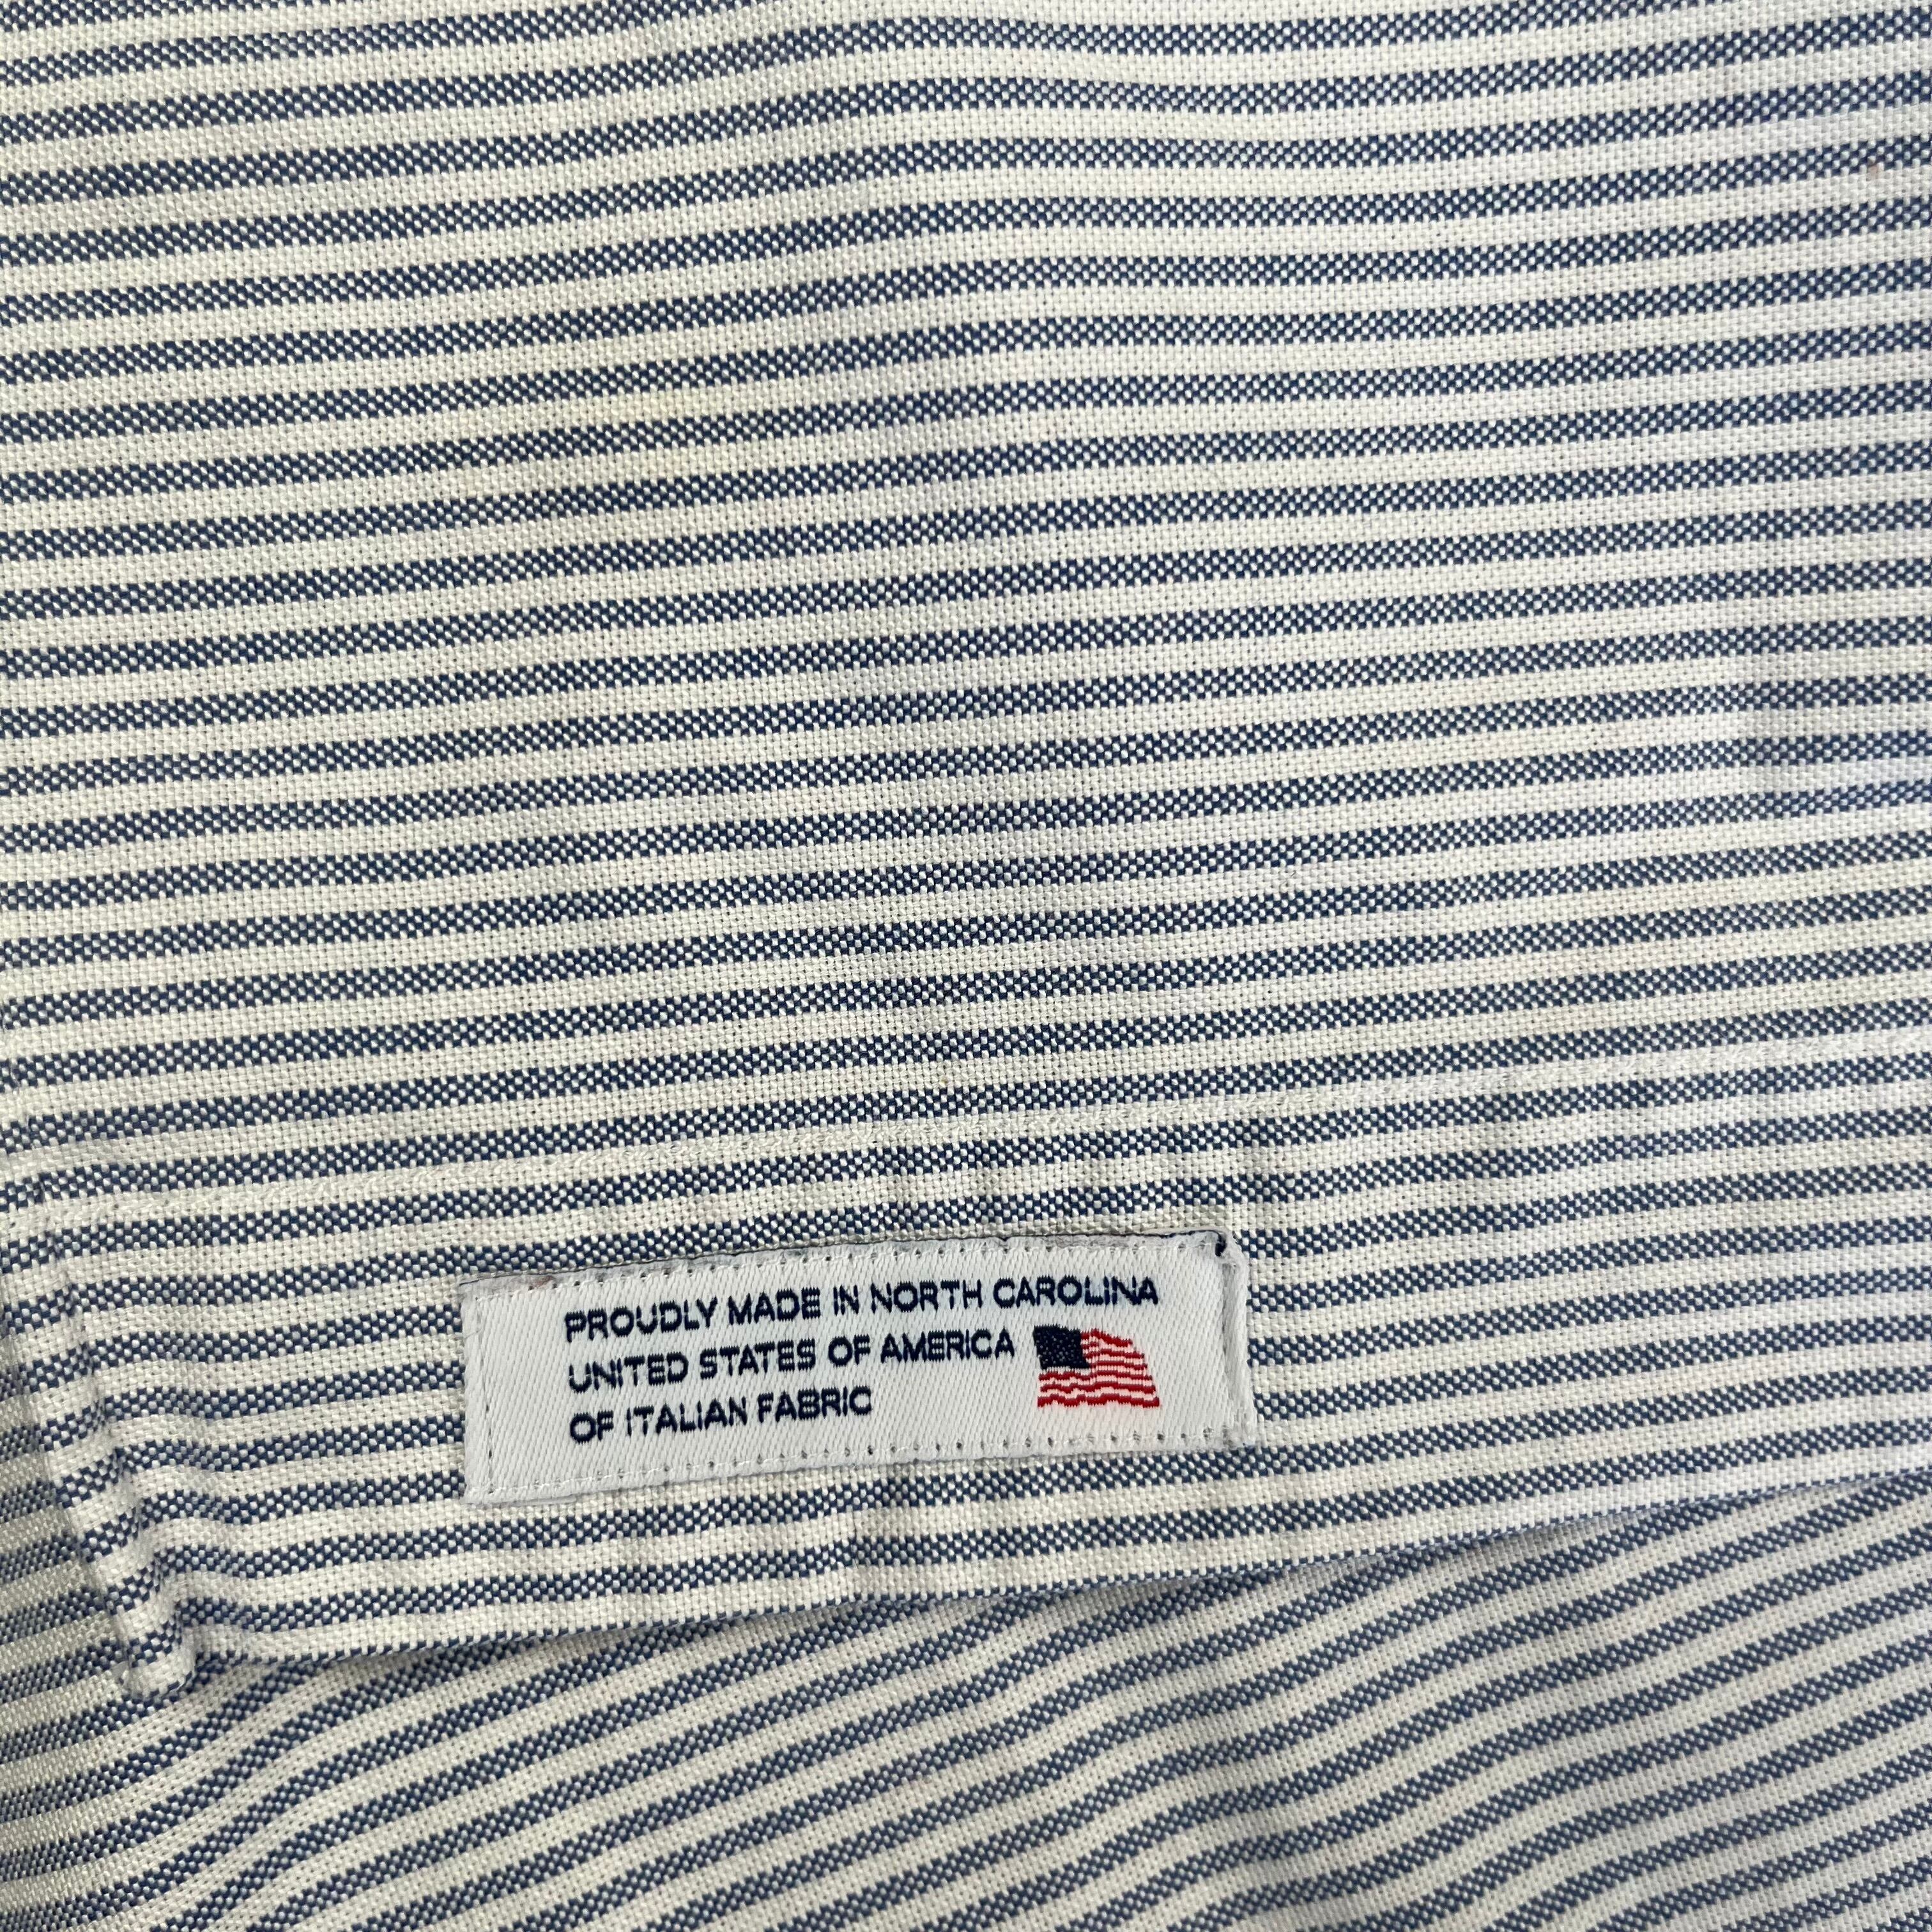 PROUDLY MADE IN NORTH CAROLINA
UNITED STATES OF AMERICA
OF ITALIAN FABRIC